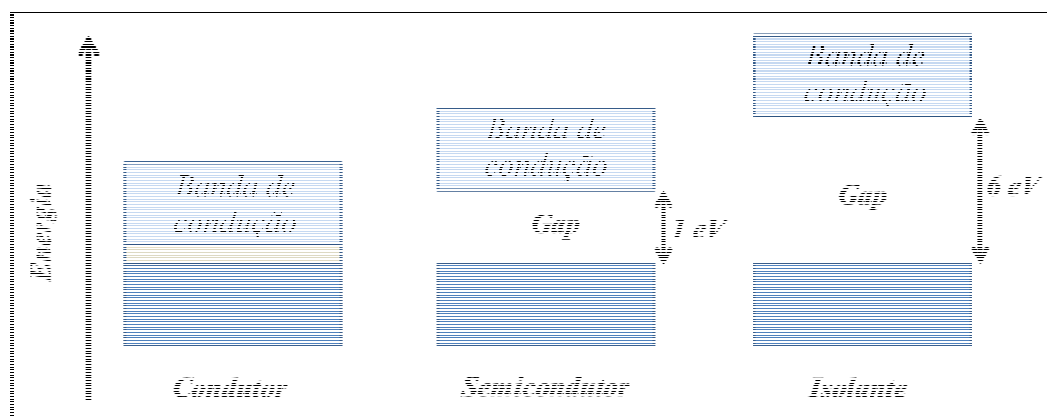 Energia
Banda de
condução
Condutor
Banda de
condução
Gap
1 eV
Semicondutor
Banda de
condução
Gap
6 eV
Isolante